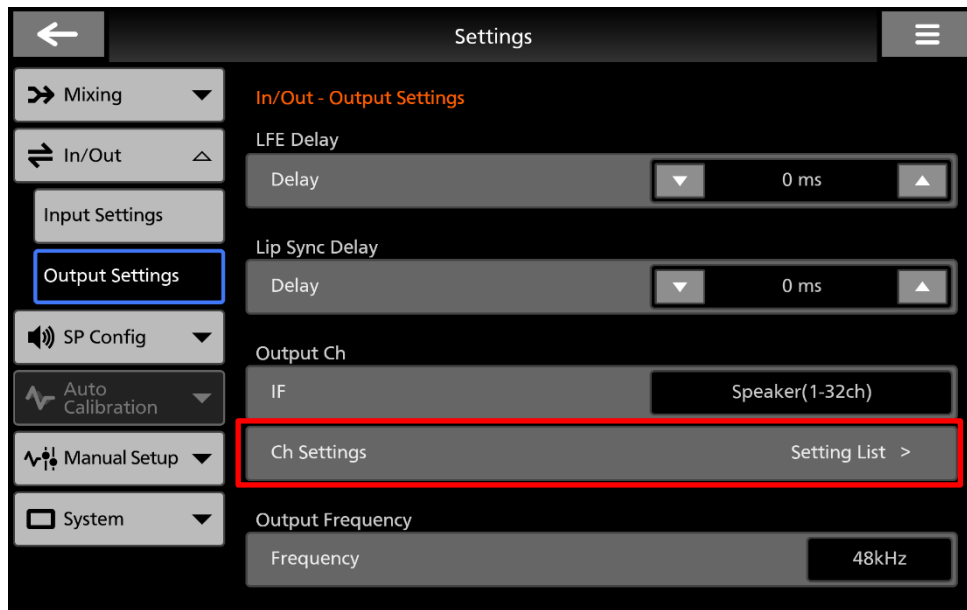 Settings
Mixing
In/Out
Input Settings
Output Settings
SP Config
Auto
Calibration
Manual Setup
System
In/Out - Output Settings
LFE Delay
Delay
0 ms
Lip Sync Delay
Delay
0 ms
Output Ch
IF
Speaker(1-32ch)
Ch Settings
Setting List >
Output Frequency
Frequency
48kHz